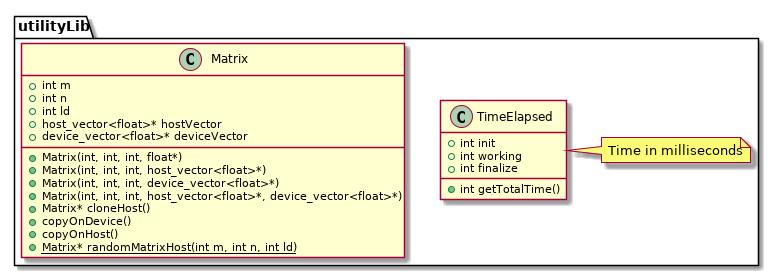 utilityLib
C Matrix
int m
int n
int ld
host_vector<float>* hostVector
device_vector<float>* deviceVector
Matrix(int, int, int, float*)
Matrix(int, int, int, host_vector<float>*)
Matrix(int, int, int, device_vector<float>*)
Matrix(int, int, int, host_vector<float>*, device_vector<float>*)
Matrix* cloneHost()
copyOnDevice()
copyOnHost()
Matrix* randomMatrixHost(int m, int n, int ld)
C TimeElapsed
int init
int working
int finalize
int getTotalTime()
Time in milliseconds